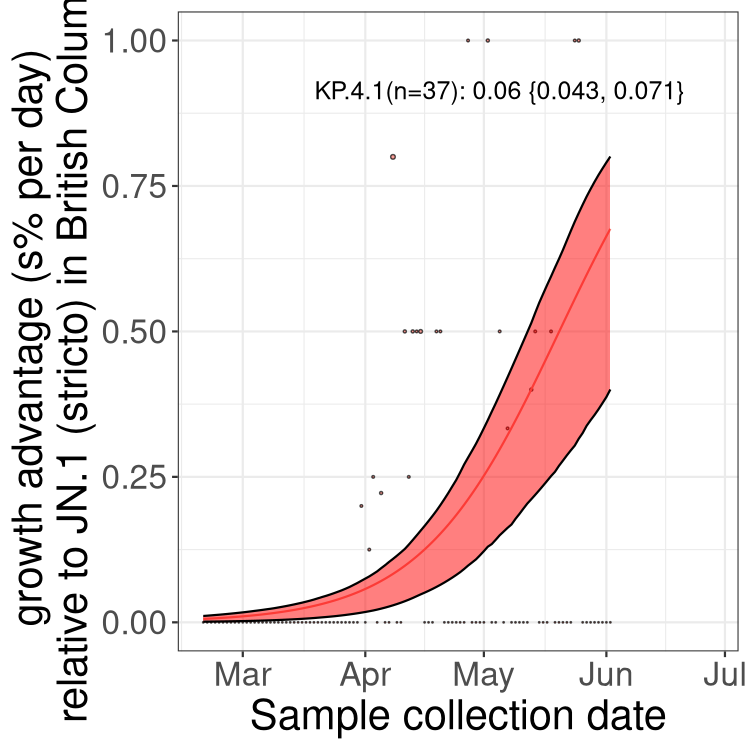 growth advantage (s% per day)
relative to JN.1 (stricto) in British Colum
1.00
0.75
0.50
0.25
0.00
KP.4.1(n=37): 0.06 {0.043, 0.071}
Mar Apr May Jun Jul
Sample collection date